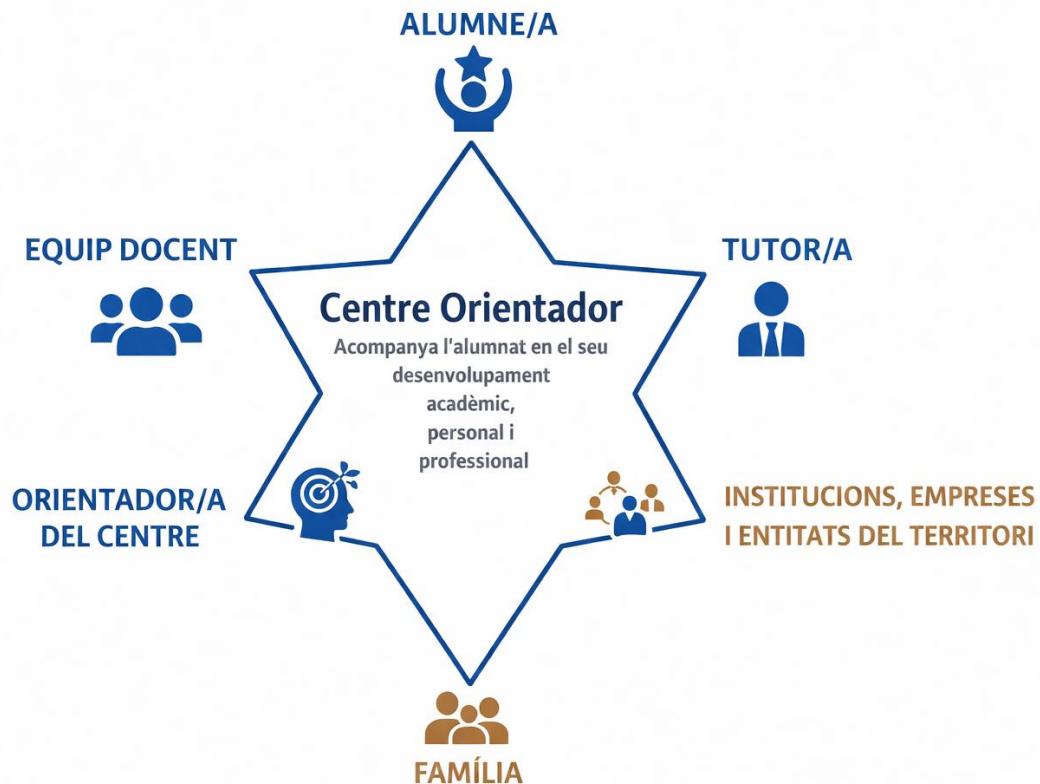 ALUMNE/A
EQUIP DOCENT
TUTOR/A
Centre Orientador
Acompanya l'alumnat en el seu
desenvolupament
acadèmic,
personal i
professional
ORIENTADOR/A
DEL CENTRE
INSTITUCIONS, EMPRESES
I ENTITATS DEL TERRITORI
FAMÍLIA